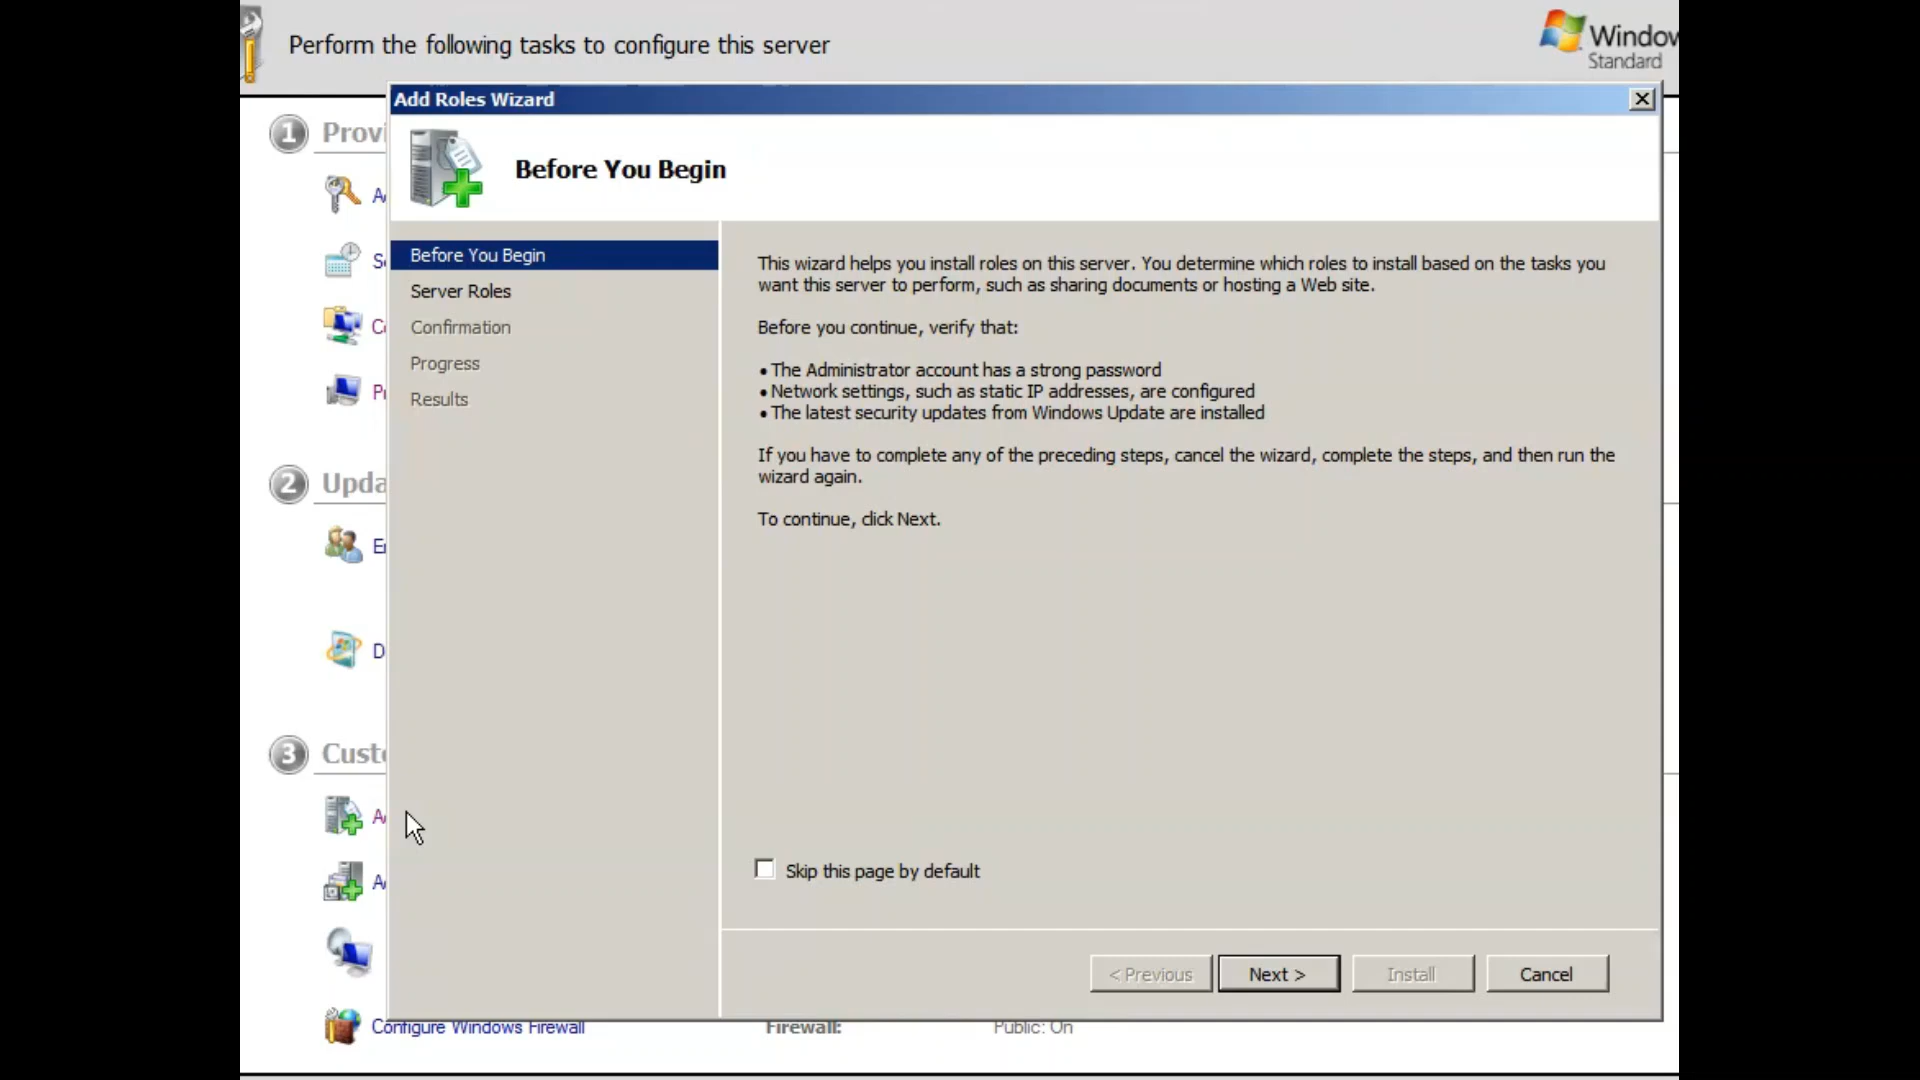 Perform the following tasks to configure this server
Windows
Standard
Add Roles Wizard
1
Before You Begin
Before You Begin
Server Roles
Confirmation
Progress
Results
This wizard helps you install roles on this server. You determine which roles to install based on the tasks you
want this server to perform, such as sharing documents or hosting a Web site.
Before you continue, verify that:
• The Administrator account has a strong password
• Network settings, such as static IP addresses, are configured
• The latest security updates from Windows Update are installed
If you have to complete any of the preceding steps, cancel the wizard, complete the steps, and then run the
wizard again.
To continue, click Next.
2
3
Skip this page by default
< Previous
Next >
Install
Cancel
Configure Windows Firewall
Firewall:
Public: On